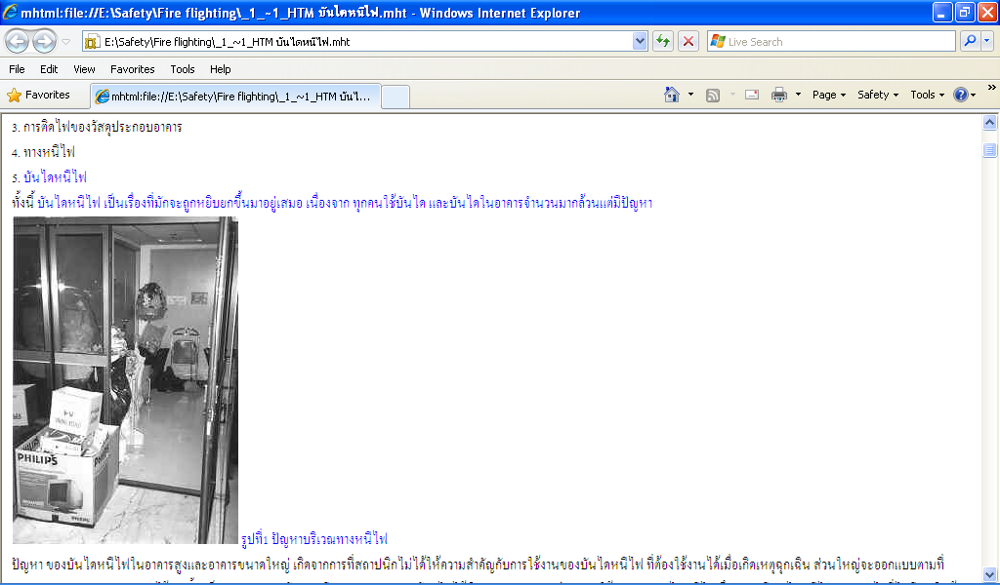 mhtml:file://E:\Safety\Fire flighting\_1_~1_HTM บันไดหนีไฟ.mht - Windows Internet Explorer
E:\Safety\Fire flighting\_1_~1_HTM บันไดหนีไฟ.mht
Live Search
File Edit View Favorites Tools Help
Favorites
mhtml:file://E:\Safety\Fire flighting\_1_~1_HTM บันไ...
Page Safety Tools
3. การติดไฟของวัสดุประกอบอาคาร
4. ทางหนีไฟ
5. บันไดหนีไฟ
ทั้งนี้ บันไดหนีไฟ เป็นเรื่องที่มักจะถูกหยิบยกขึ้นมาอยู่เสมอ เนื่องจาก ทุกคนใช้บันได และบันไดในอาคารจำนวนมากล้วนแต่มีปัญหา
PHILIPS
PHILIPS
รูปที่1 ปัญหาบริเวณทางหนีไฟ
ปัญหา ของบันไดหนีไฟในอาคารสูงและอาคารขนาดใหญ่ เกิดจากการที่สถาปนิกไม่ได้ให้ความสำคัญกับการใช้งานของบันไดหนีไฟ ที่ต้องใช้งานได้เมื่อเกิดเหตุฉุกเฉิน ส่วนใหญ่จะออกแบบตามที่